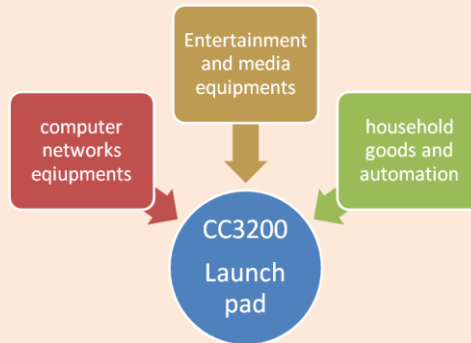 Entertainment
and media
equipments
computer
networks
eqiupments
household
goods and
automation
CC3200
Launch
pad